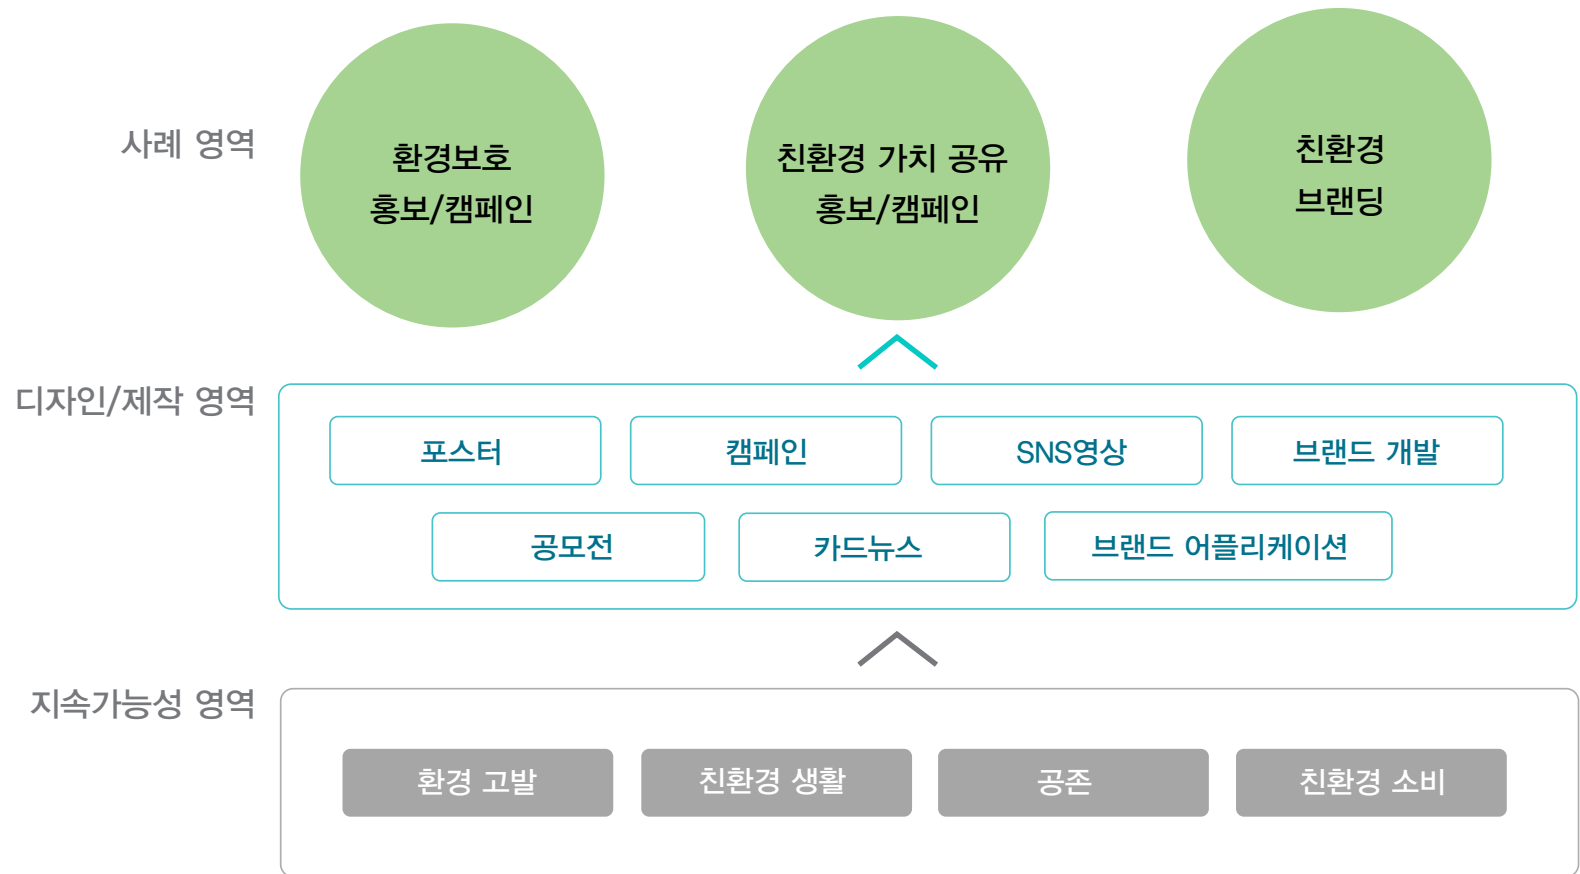 사례 영역
환경보호
홍보/캠페인
친환경 가치 공유
홍보/캠페인
친환경
브랜딩
디자인/제작 영역
포스터
캠페인
SNS영상
브랜드 개발
공모전
카드뉴스
브랜드 어플리케이션
지속가능성 영역
환경 고발
친환경 생활
공존
친환경 소비